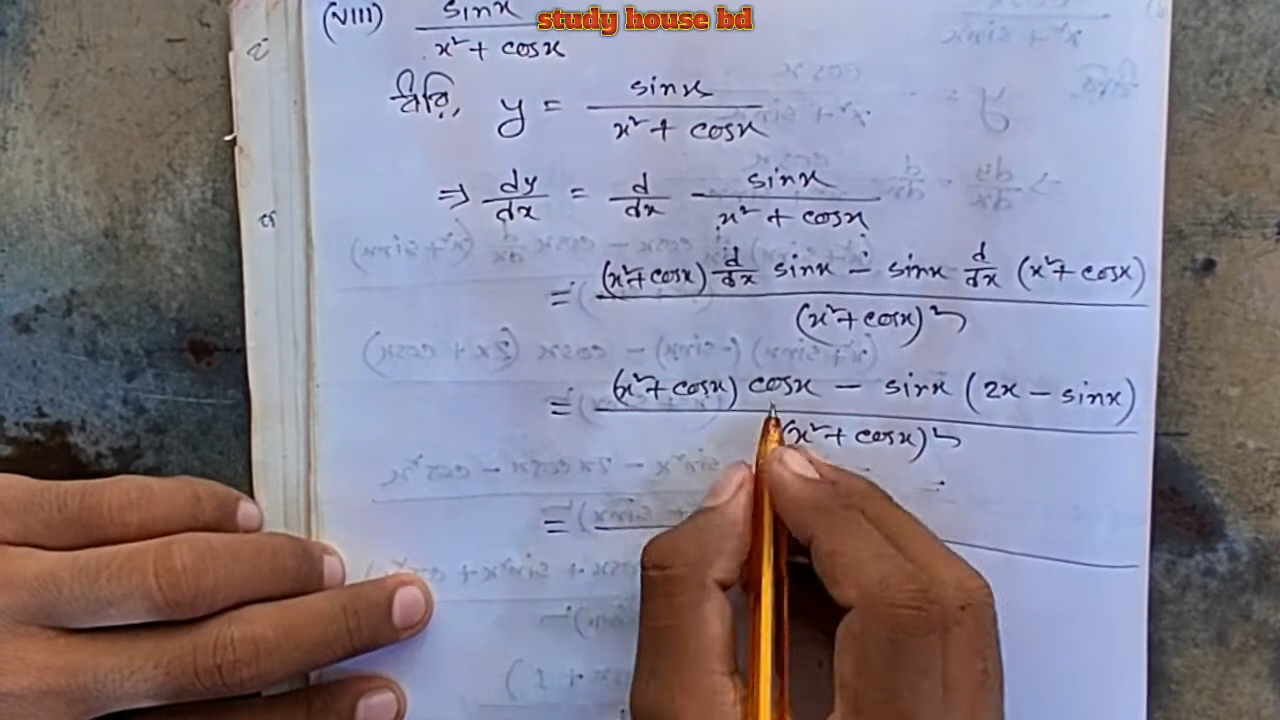 study house bd
(VIII) sinx / x² + cosx
ধরি, y = sinx / x² + cosx
⇒ dy/dx = d/dx sinx / x² + cosx
= (x²+cosx) d/dx sinx − sinx d/dx (x²+cosx) / (x²+cosx)²
= (x²+cosx) cosx − sinx (2x − sinx) / (x²+cosx)²
=